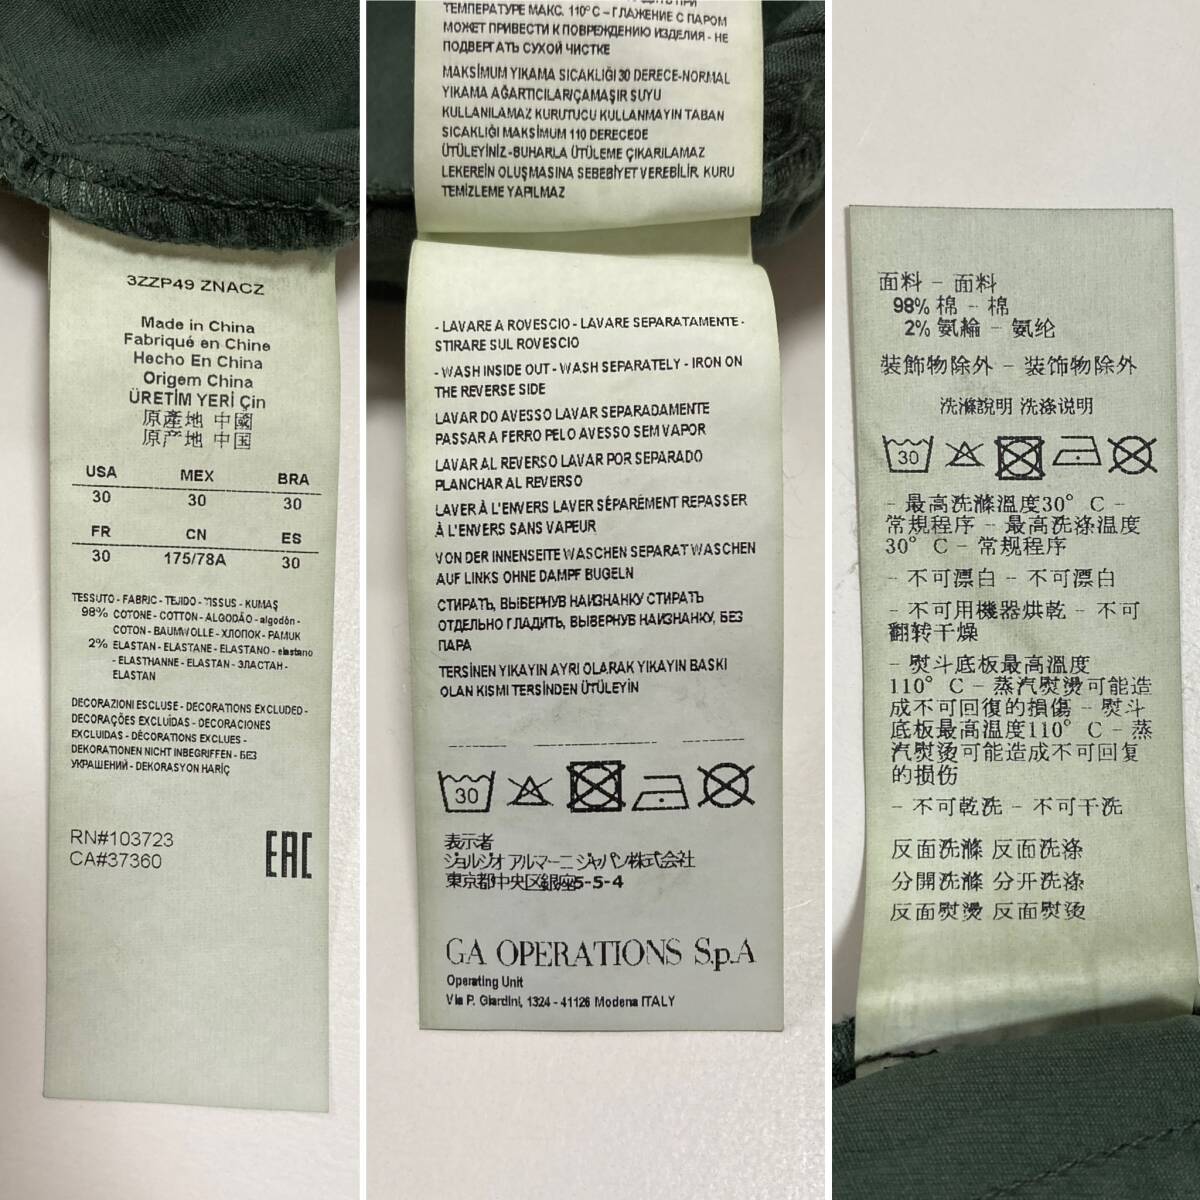 3ZZP49 ZNACZ
Made in China
Fabriqué en Chine
Hecho En China
Origem China
ÜRETİM YERİ Çin
原產地 中國
原产地 中国
USA MEX BRA
30 30 30
FR CN ES
30 175/78A 30
TESSUTO - FABRIC - TEJIDO - TISSUS - KUMAŞ
98% COTONE - COTTON - ALGODÃO - algodón -
COTON - BAUMWOLLE - ХЛОПОК - PAMUK
2% ELASTAN - ELASTANE - ELASTANO - elastano
- ELASTHANNE - ELASTAN - ЭЛАСТАН -
ELASTAN
DECORAZIONI ESCLUSE - DECORATIONS EXCLUDED -
DECORAÇÕES EXCLUÍDAS - DECORACIONES
EXCLUIDAS - DÉCORATIONS EXCLUES -
DEKORATIONEN NICHT INBEGRIFFEN - БЕЗ
УКРАШЕНИЙ - DEKORASYON HARİÇ
RN#103723
CA#37360
EAC
ТЕМПЕРАТУРЕ МАКС. 110°C – ГЛАЖЕНИЕ С ПАРОМ
МОЖЕТ ПРИВЕСТИ К ПОВРЕЖДЕНИЮ ИЗДЕЛИЯ - НЕ
ПОДВЕРГАТЬ СУХОЙ ЧИСТКЕ
MAKSİMUM YIKAMA SICAKLIĞI 30 DERECE-NORMAL
YIKAMA AĞARTICILAR/ÇAMAŞIR SUYU
KULLANILAMAZ KURUTUCU KULLANMAYIN TABAN
SICAKLIĞI MAKSİMUM 110 DERECEDE
ÜTÜLEYİNİZ-BUHARLA ÜTÜLEME ÇIKARILAMAZ
LEKEREIN OLUŞMASINA SEBEBİYET VEREBİLİR. KURU
TEMİZLEME YAPILMAZ
- LAVARE A ROVESCIO - LAVARE SEPARATAMENTE -
STIRARE SUL ROVESCIO
- WASH INSIDE OUT - WASH SEPARATELY - IRON ON
THE REVERSE SIDE
LAVAR DO AVESSO LAVAR SEPARADAMENTE
PASSAR A FERRO PELO AVESSO SEM VAPOR
LAVAR AL REVERSO LAVAR POR SEPARADO
PLANCHAR AL REVERSO
LAVER À L'ENVERS LAVER SÉPARÉMENT REPASSER
À L'ENVERS SANS VAPEUR
VON DER INNENSEITE WASCHEN SEPARAT WASCHEN
AUF LINKS OHNE DAMPF BUGELN
СТИРАТЬ, ВЫВЕРНУВ НАИЗНАНКУ СТИРАТЬ
ОТДЕЛЬНО ГЛАДИТЬ, ВЫВЕРНУВ НАИЗНАНКУ, БЕЗ
ПАРА
TERSİNEN YIKAYIN AYRI OLARAK YIKAYIN BASKI
OLAN KISMI TERSİNDEN ÜTÜLEYİN
30
表示者
ジョルジオ アルマーニ ジャパン株式会社
東京都中央区銀座5-5-4
GA OPERATIONS S.p.A
Operating Unit
Via P. Giardini, 1324 - 41126 Modena ITALY
面料 - 面料
98% 棉 - 棉
2% 氨綸 - 氨纶
装飾物除外 - 装饰物除外
洗滌說明 洗涤说明
30
- 最高洗滌溫度30° C -
常規程序 - 最高洗涤温度
30° C - 常规程序
- 不可漂白 - 不可漂白
- 不可用機器烘乾 - 不可
翻转干燥
- 熨斗底板最高溫度
110° C - 蒸汽熨燙可能造
成不可回復的損傷 - 熨斗
底板最高温度110° C - 蒸
汽熨烫可能造成不可回复
的损伤
- 不可乾洗 - 不可干洗
反面洗滌 反面洗涤
分開洗滌 分开洗涤
反面熨燙 反面熨烫